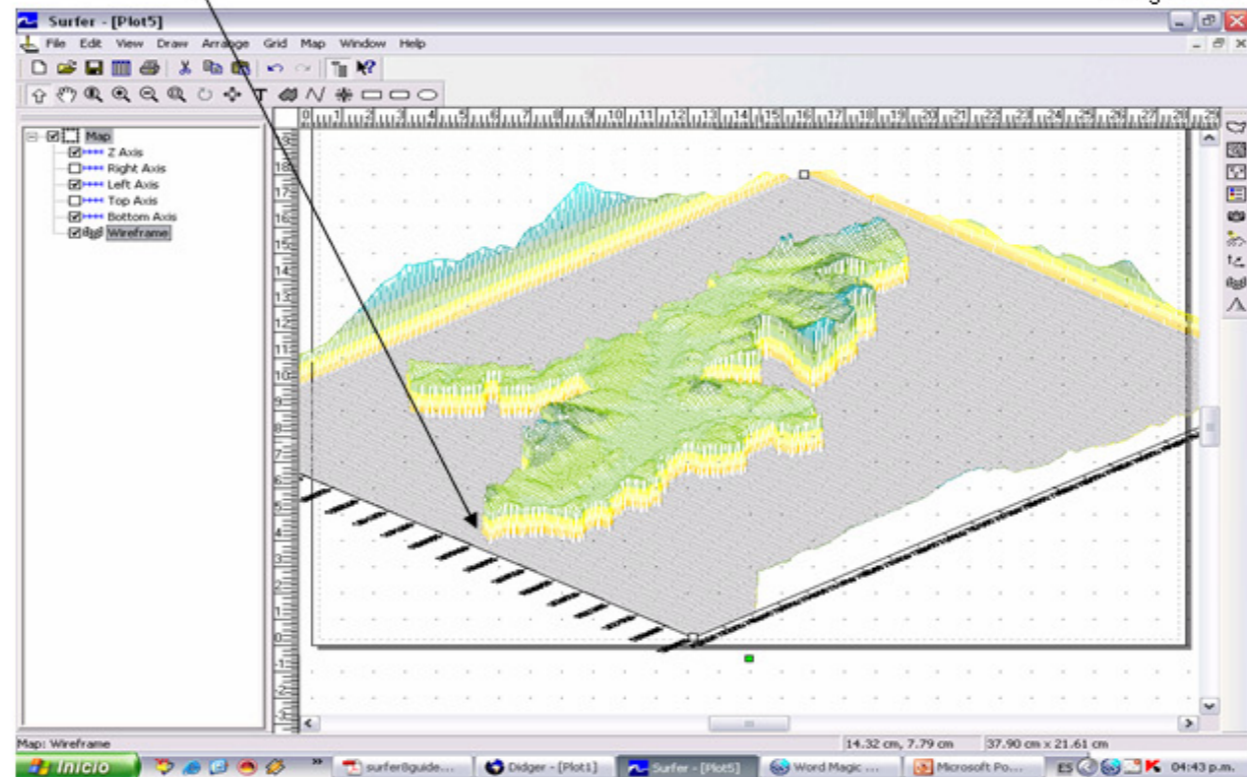 Surfer - [Plot5]
File Edit View Draw Arrange Grid Map Window Help
Map
Z Axis
Right Axis
Left Axis
Top Axis
Bottom Axis
Wireframe
Map: Wireframe
14.32 cm, 7.79 cm
37.90 cm x 21.61 cm
Inicio
surfer8guide...
Didger - [Plot1]
Surfer - [Plot5]
Word Magic ...
Microsoft Po...
ES
04:43 p.m.